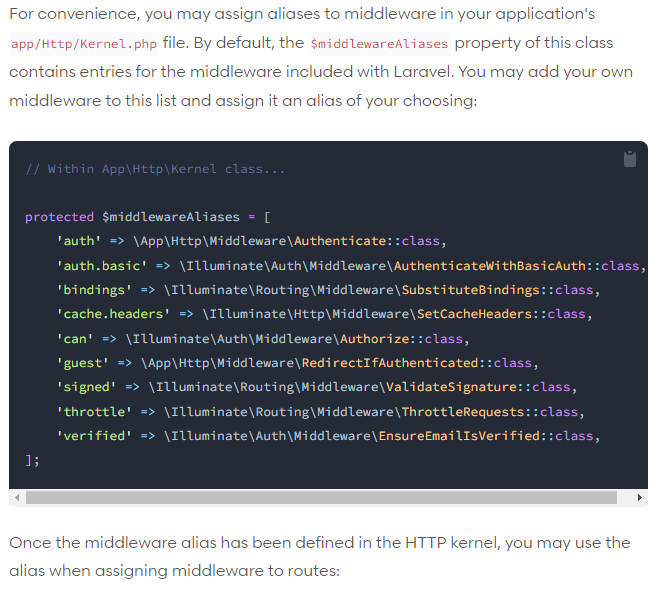 For convenience, you may assign aliases to middleware in your application's
app/Http/Kernel.php file. By default, the $middlewareAliases property of this class
contains entries for the middleware included with Laravel. You may add your own
middleware to this list and assign it an alias of your choosing:
// Within App\Http\Kernel class...
protected $middlewareAliases = [
    'auth' => \App\Http\Middleware\Authenticate::class,
    'auth.basic' => \Illuminate\Auth\Middleware\AuthenticateWithBasicAuth::class,
    'bindings' => \Illuminate\Routing\Middleware\SubstituteBindings::class,
    'cache.headers' => \Illuminate\Http\Middleware\SetCacheHeaders::class,
    'can' => \Illuminate\Auth\Middleware\Authorize::class,
    'guest' => \App\Http\Middleware\RedirectIfAuthenticated::class,
    'signed' => \Illuminate\Routing\Middleware\ValidateSignature::class,
    'throttle' => \Illuminate\Routing\Middleware\ThrottleRequests::class,
    'verified' => \Illuminate\Auth\Middleware\EnsureEmailIsVerified::class,
];
Once the middleware alias has been defined in the HTTP kernel, you may use the
alias when assigning middleware to routes: